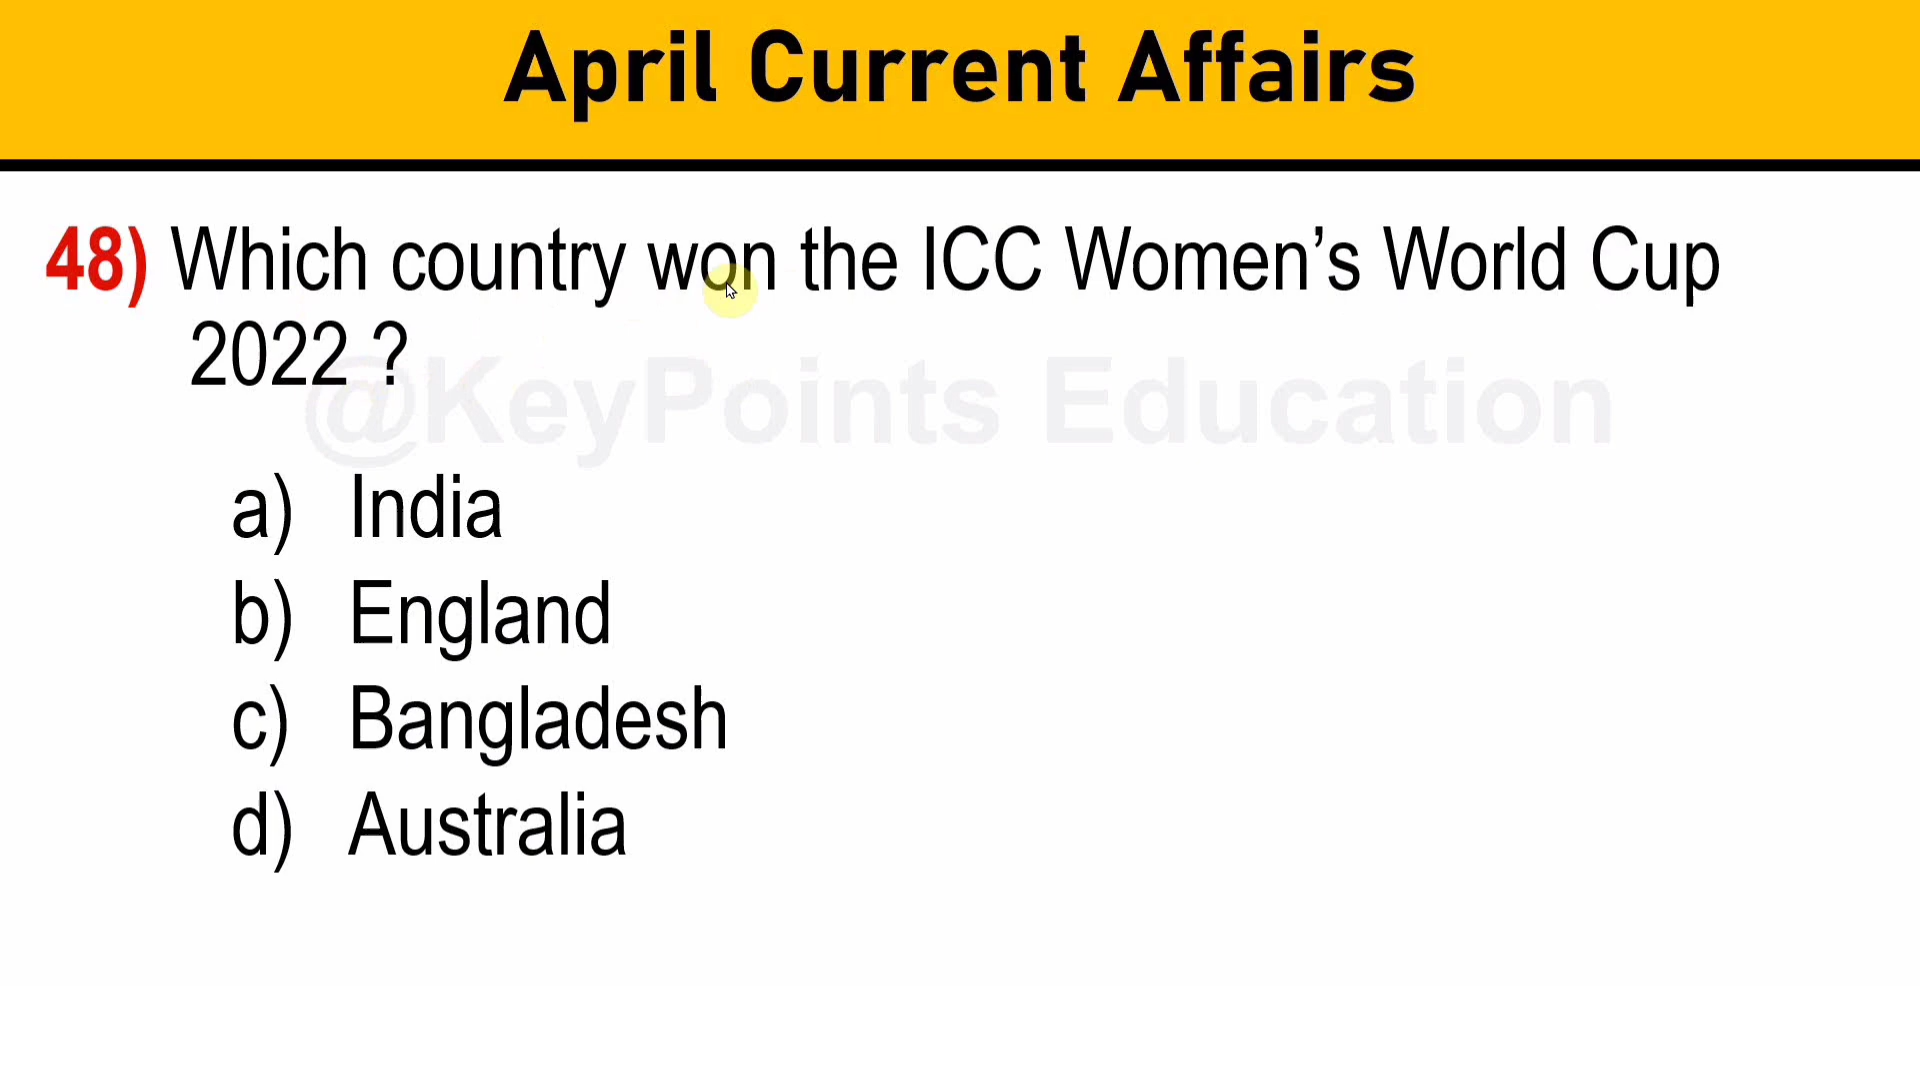 April Current Affairs
48) Which country won the ICC Women’s World Cup
2022 ?
@KeyPoints Education
a) India
b) England
c) Bangladesh
d) Australia